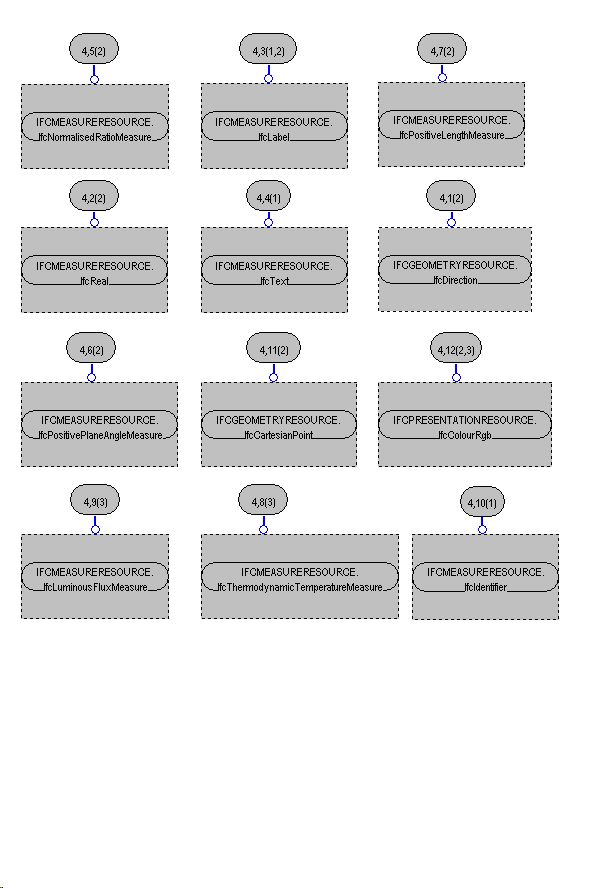 4,5(2)
4,3(1,2)
4,7(2)
IFCMEASURERESOURCE.
IfcNormalisedRatioMeasure
IFCMEASURERESOURCE.
IfcLabel
IFCMEASURERESOURCE.
IfcPositiveLengthMeasure
4,2(2)
4,4(1)
4,1(2)
IFCMEASURERESOURCE.
IfcReal
IFCMEASURERESOURCE.
IfcText
IFCGEOMETRYRESOURCE.
IfcDirection
4,6(2)
4,11(2)
4,12(2,3)
IFCMEASURERESOURCE.
IfcPositivePlaneAngleMeasure
IFCGEOMETRYRESOURCE.
IfcCartesianPoint
IFCPRESENTATIONRESOURCE.
IfcColourRgb
4,9(3)
4,8(3)
4,10(1)
IFCMEASURERESOURCE.
IfcLuminousFluxMeasure
IFCMEASURERESOURCE.
IfcThermodynamicTemperatureMeasure
IFCMEASURERESOURCE.
IfcIdentifier